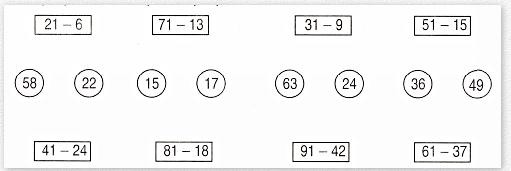 21 – 6 71 – 13 31 – 9 51 – 15
58 22 15 17 63 24 36 49
41 – 24 81 – 18 91 – 42 61 – 37